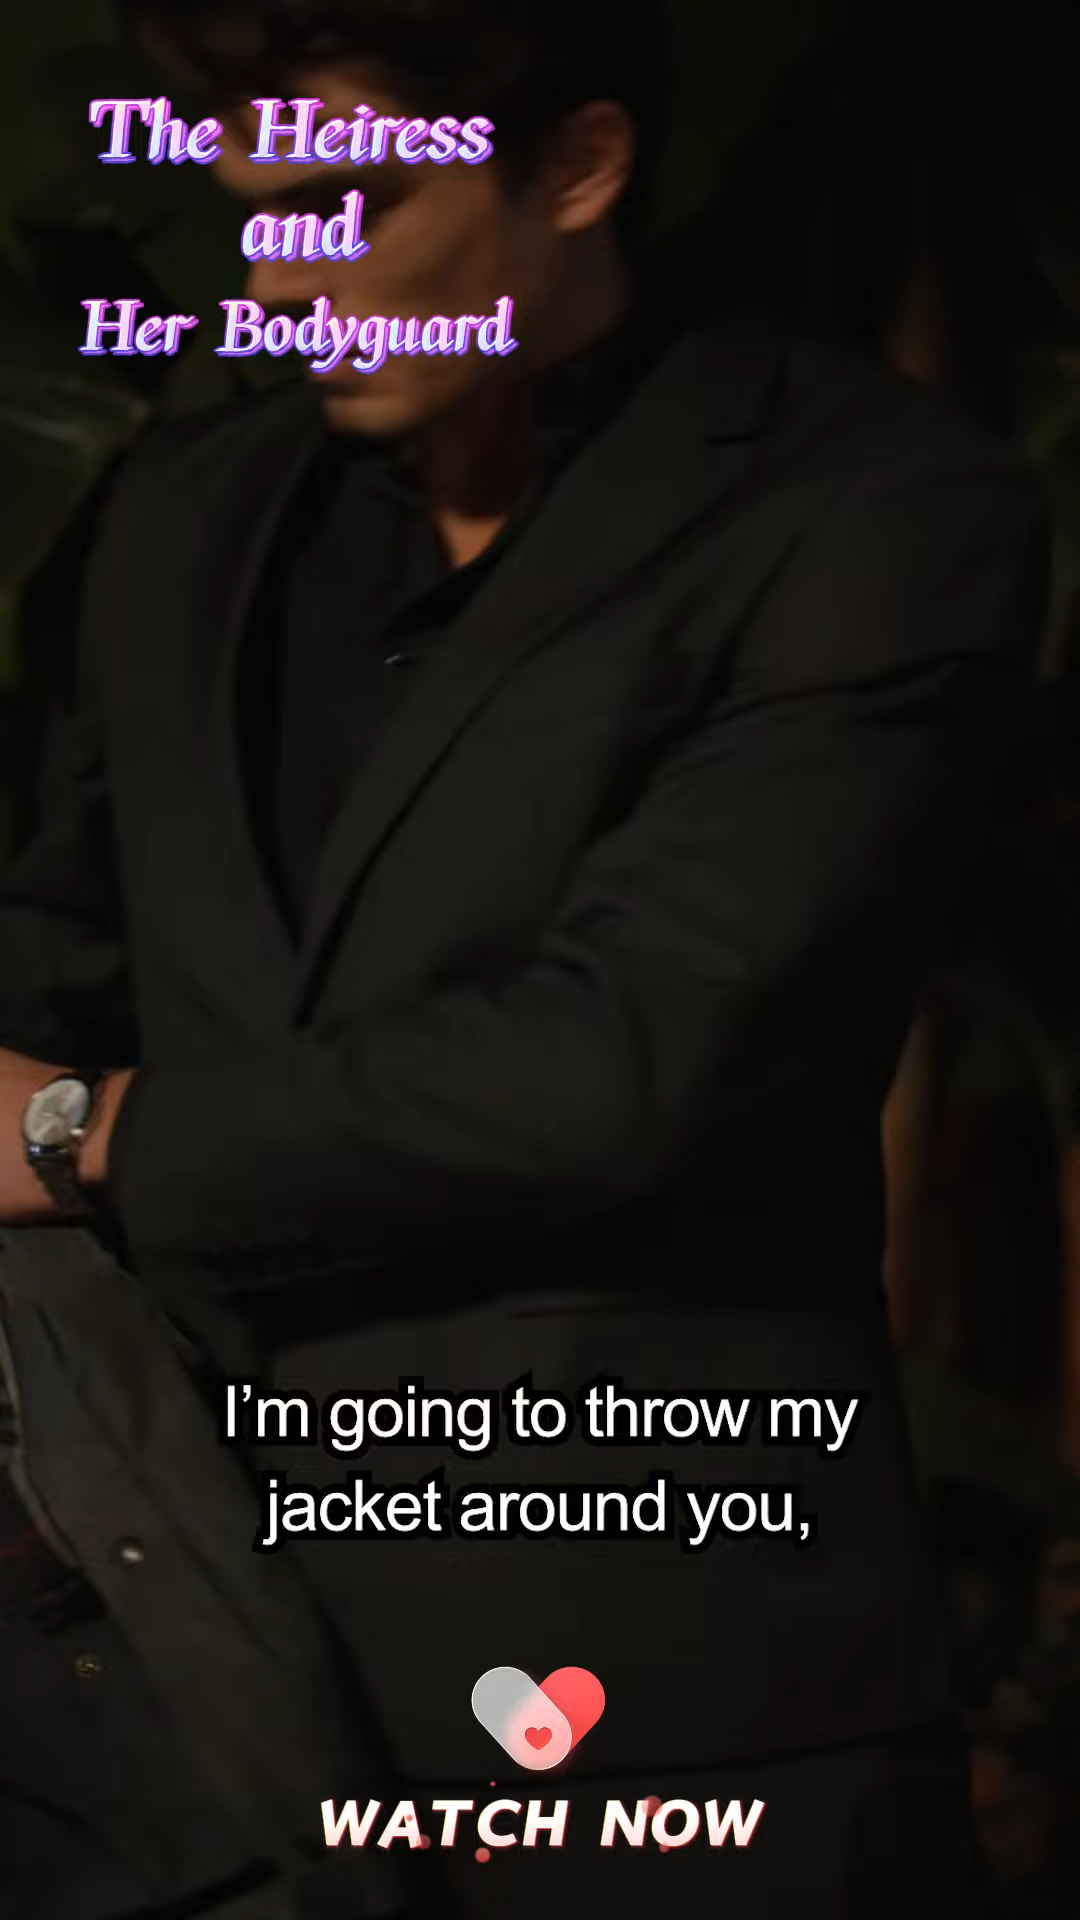 The Heiress
and
Her Bodyguard
I’m going to throw my
jacket around you,
WATCH NOW